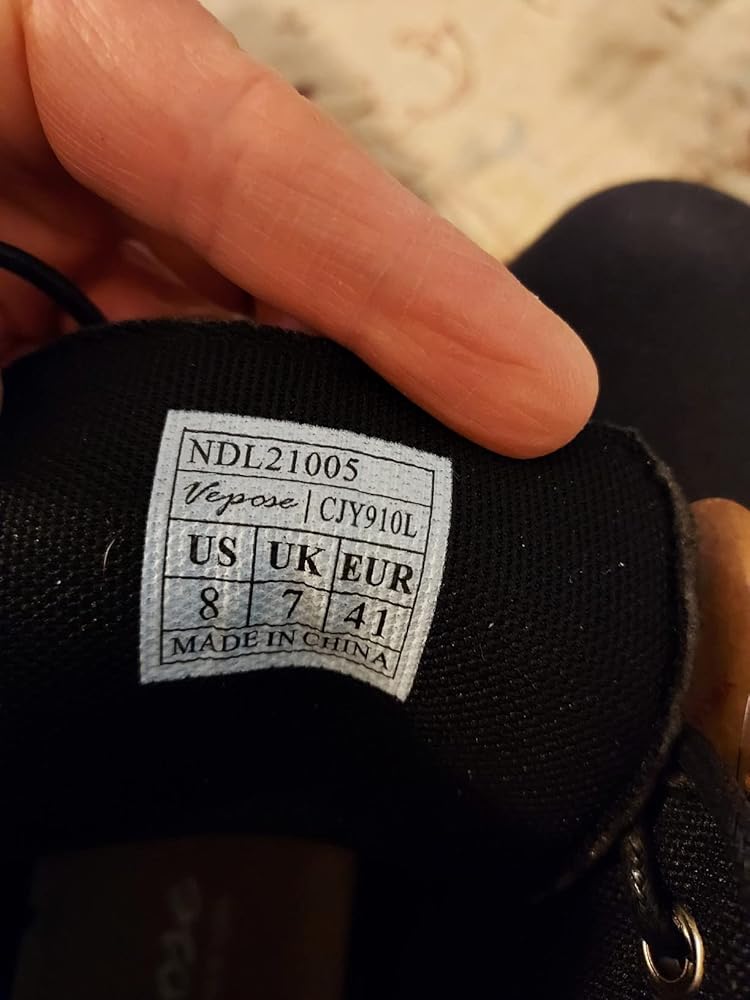 NDL21005
Vepose | CJY910L
US UK EUR
8 7 41
MADE IN CHINA